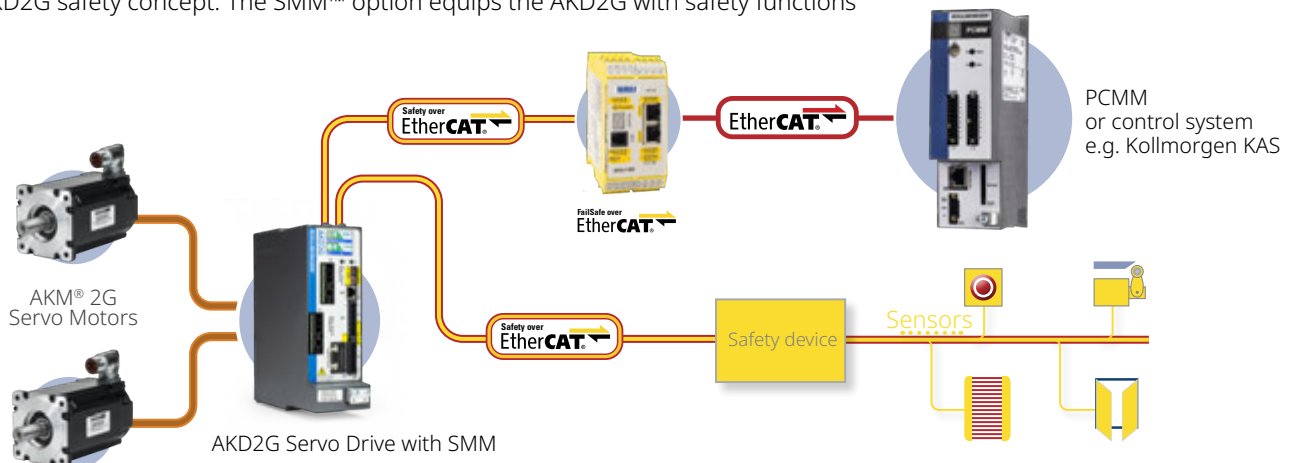 KD2G safety concept. The SMM™ option equips the AKD2G with safety functions
PCMM
Safety over
EtherCAT®
EtherCAT®
PCMM
or control system
e.g. Kollmorgen KAS
FailSafe over
EtherCAT®
AKM® 2G
Servo Motors
Safety over
EtherCAT®
Safety device
Sensors
AKD2G Servo Drive with SMM